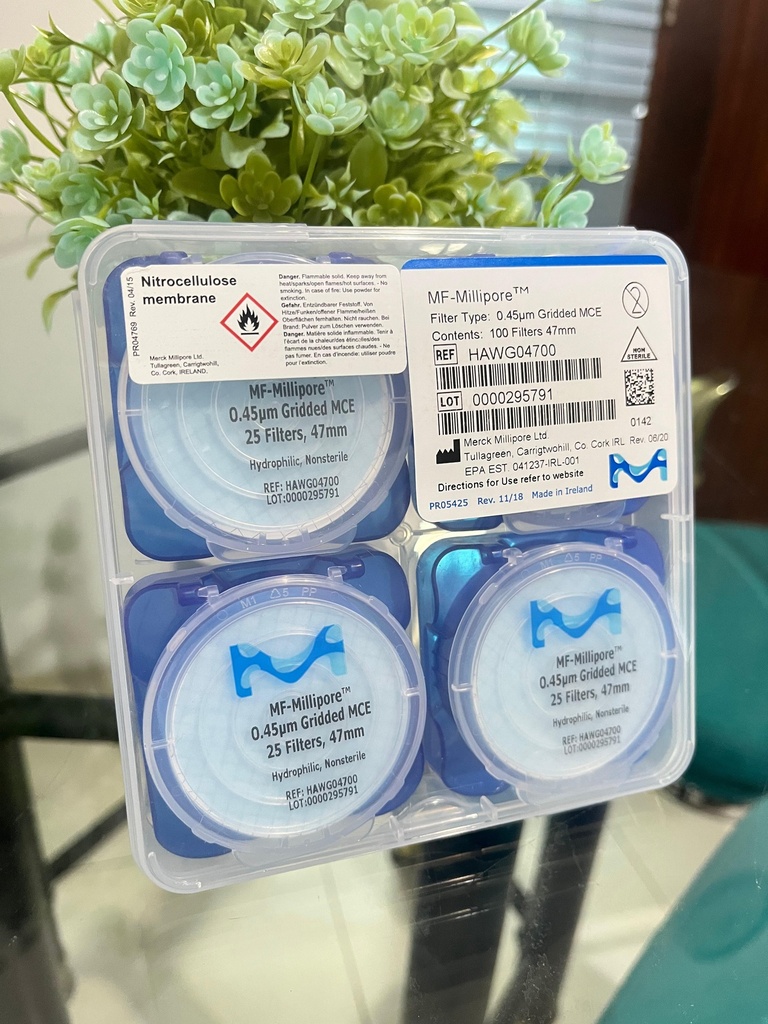 Nitrocellulose
membrane
PR04769 Rev. 04/15
Merck Millipore Ltd.
Tullagreen, Carrigtwohill,
Co. Cork, IRELAND.
Danger. Flammable solid. Keep away from
heat/sparks/open flames/hot surfaces. - No
smoking. In case of fire: Use powder for
extinction.
Gefahr. Entzündbarer Feststoff. Von
Hitze/Funken/offener Flamme/heißen
Oberflächen fernhalten. Nicht rauchen. Bei
Brand: Pulver zum Löschen verwenden.
Danger. Matière solide inflammable. Tenir à
l'écart de la chaleur/des étincelles/des
flammes nues/des surfaces chaudes. - Ne
pas fumer. En cas d'incendie: utiliser poudre
pour l'extinction.
MF-Millipore™
Filter Type: 0.45µm Gridded MCE
Contents: 100 Filters 47mm
REF HAWG04700
LOT 0000295791
2
NON
STERILE
0142
Merck Millipore Ltd.
Tullagreen, Carrigtwohill, Co. Cork IRL Rev. 06/20
EPA EST. 041237-IRL-001
Directions for Use refer to website
PR05425 Rev. 11/18 Made in Ireland
M
MF-Millipore™
0.45µm Gridded MCE
25 Filters, 47mm
Hydrophilic, Nonsterile
REF: HAWG04700
LOT:0000295791
M1 5 PP
M
MF-Millipore™
0.45µm Gridded MCE
25 Filters, 47mm
Hydrophilic, Nonsterile
REF: HAWG04700
LOT:0000295791
M1 5 PP
M
MF-Millipore™
0.45µm Gridded MCE
25 Filters, 47mm
Hydrophilic, Nonsterile
REF: HAWG04700
LOT:0000295791